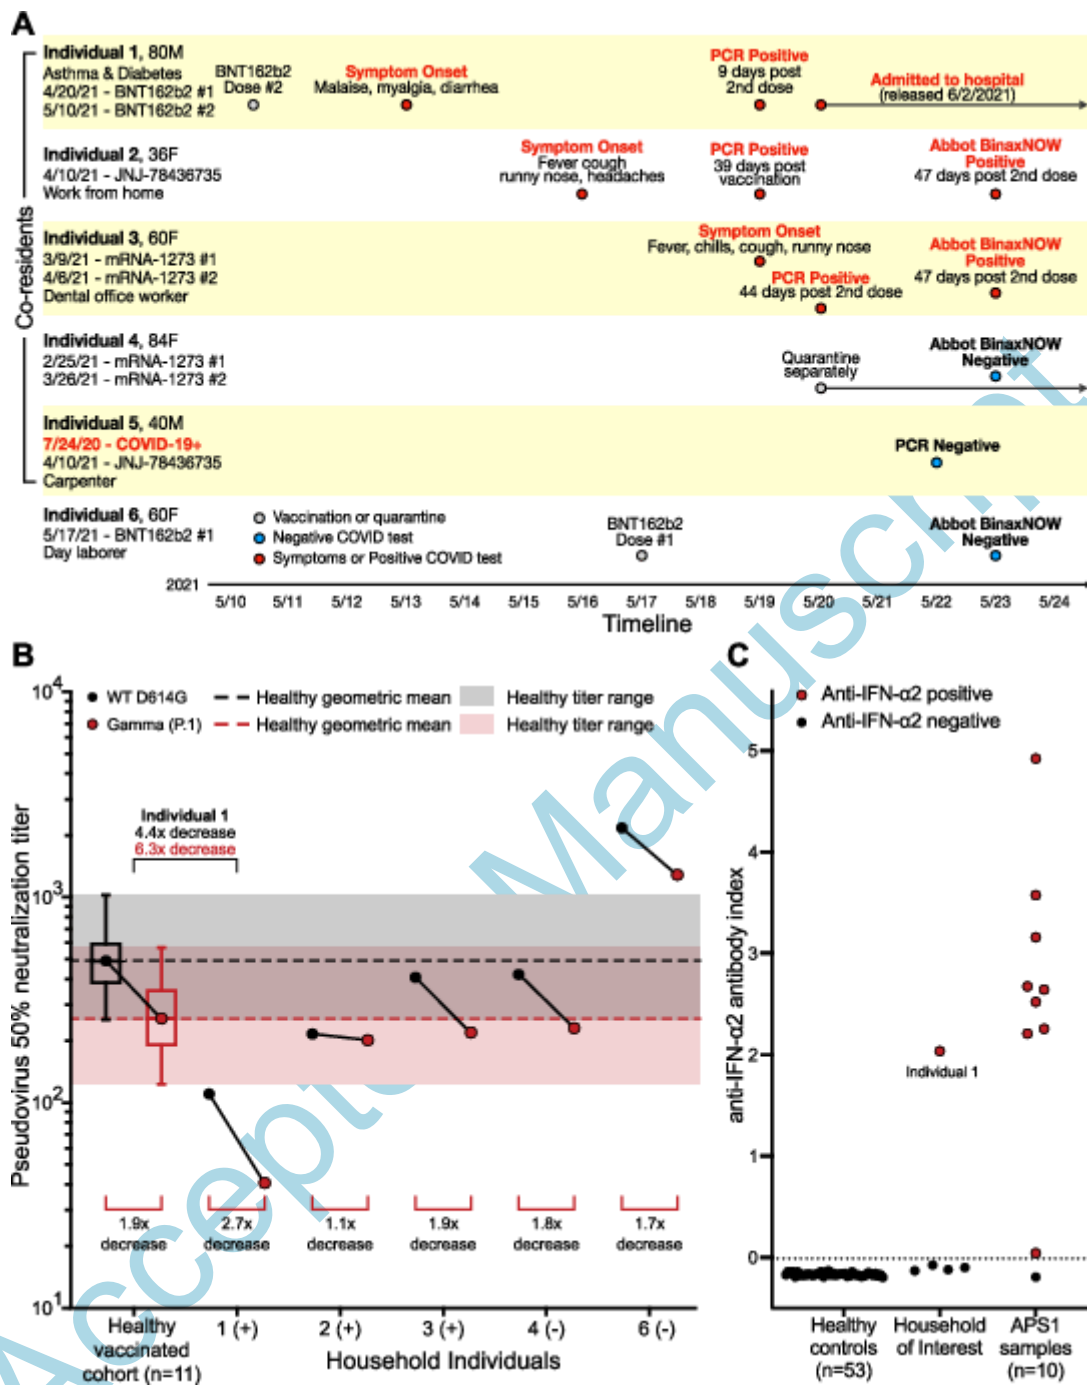 A
Individual 1, 80M
Asthma & Diabetes
4/20/21 - BNT162b2 #1
5/10/21 - BNT162b2 #2
BNT162b2
Dose #2
Symptom Onset
Malaise, myalgia, diarrhea
PCR Positive
9 days post
2nd dose
Admitted to hospital
(released 6/2/2021)
Individual 2, 36F
4/10/21 - JNJ-78436735
Work from home
Symptom Onset
Fever cough
runny nose, headaches
PCR Positive
39 days post
vaccination
Abbot BinaxNOW
Positive
47 days post 2nd dose
Co-residents
Individual 3, 60F
3/9/21 - mRNA-1273 #1
4/6/21 - mRNA-1273 #2
Dental office worker
Symptom Onset
Fever, chills, cough, runny nose
PCR Positive
44 days post 2nd dose
Abbot BinaxNOW
Positive
47 days post 2nd dose
Individual 4, 84F
2/25/21 - mRNA-1273 #1
3/26/21 - mRNA-1273 #2
Quarantine
separately
Abbot BinaxNOW
Negative
Individual 5, 40M
7/24/20 - COVID-19+
4/10/21 - JNJ-78436735
Carpenter
PCR Negative
Individual 6, 60F
5/17/21 - BNT162b2 #1
Day laborer
Vaccination or quarantine
Negative COVID test
Symptoms or Positive COVID test
BNT162b2
Dose #1
Abbot BinaxNOW
Negative
2021
5/10 5/11 5/12 5/13 5/14 5/15 5/16 5/17 5/18 5/19 5/20 5/21 5/22 5/23 5/24
Timeline
B
WT D614G
Healthy geometric mean
Healthy titer range
Gamma (P.1)
Healthy geometric mean
Healthy titer range
Pseudovirus 50% neutralization titer
10^4
10^3
10^2
10^1
Individual 1
4.4x decrease
6.3x decrease
1.9x
decrease
2.7x
decrease
1.1x
decrease
1.9x
decrease
1.8x
decrease
1.7x
decrease
Healthy
vaccinated
cohort (n=11)
1 (+)
2 (+)
3 (+)
4 (-)
6 (-)
Household Individuals
C
Anti-IFN-α2 positive
Anti-IFN-α2 negative
anti-IFN-α2 antibody index
5
4
3
2
1
0
Individual 1
Healthy
controls
(n=53)
Household
of Interest
APS1
samples
(n=10)
Accepted Manuscript